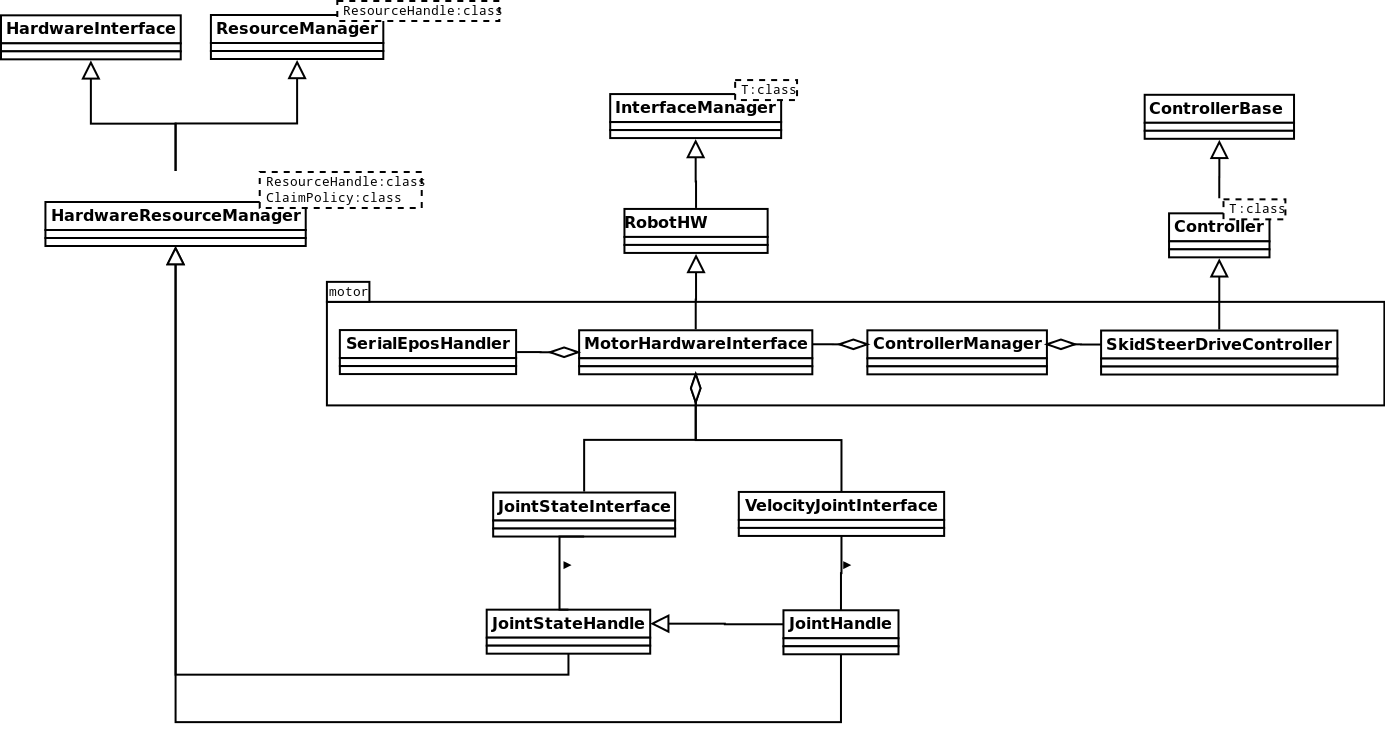 ResourceHandle:class
HardwareInterface
ResourceManager
T:class
InterfaceManager
ControllerBase
ResourceHandle:class
ClaimPolicy:class
HardwareResourceManager
RobotHW
T:class
Controller
motor
SerialEposHandler
MotorHardwareInterface
ControllerManager
SkidSteerDriveController
JointStateInterface
VelocityJointInterface
JointStateHandle
JointHandle